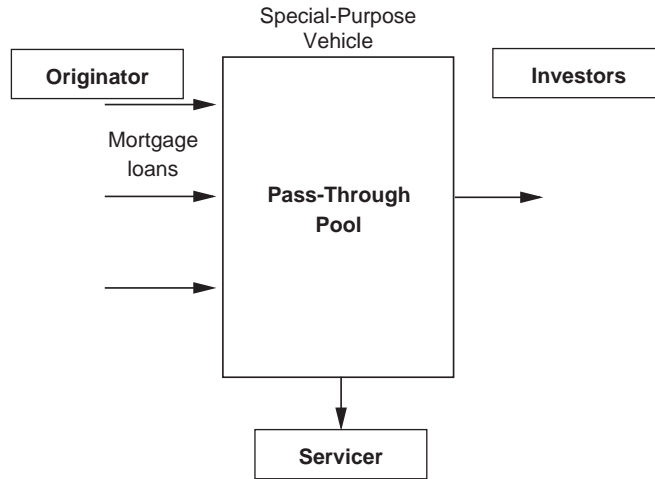 Special-Purpose
Vehicle
Originator
Investors
Mortgage
loans
Pass-Through
Pool
Servicer